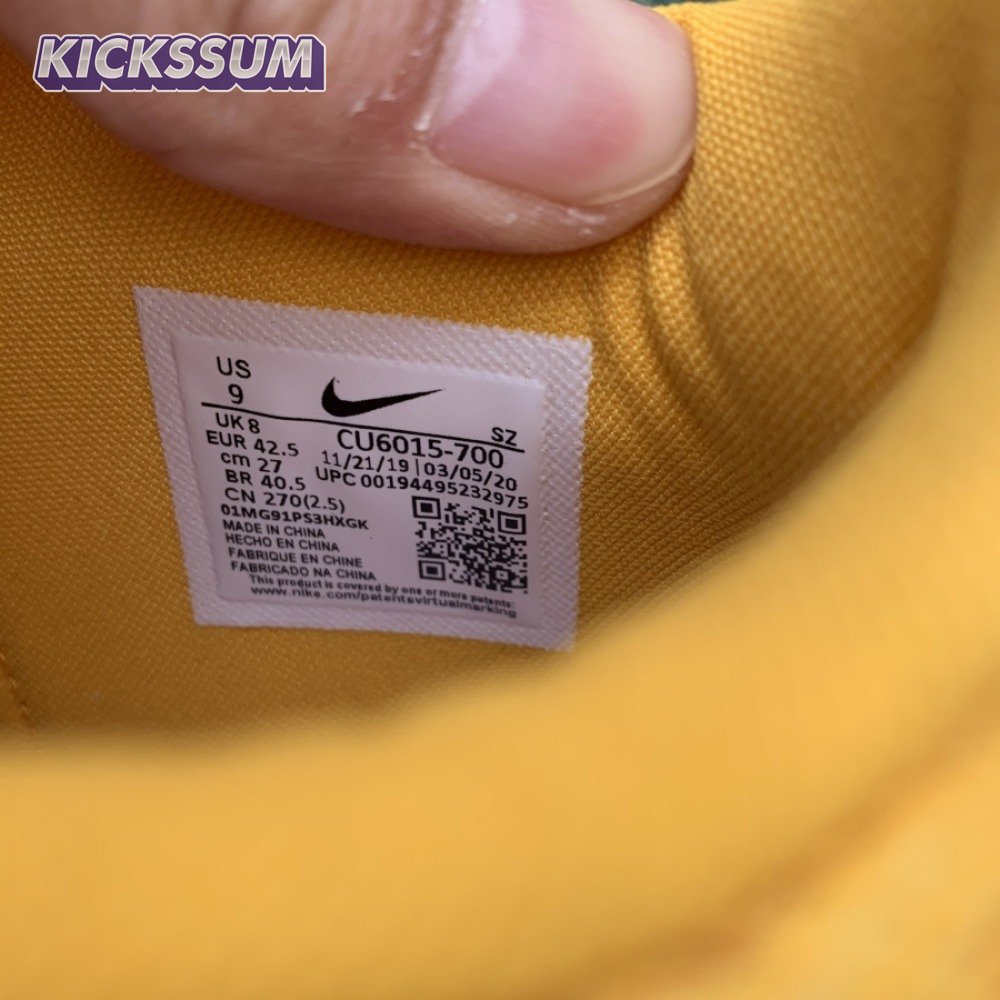 KICKSSUM
US
9
SZ
UK 8
CU6015-700
EUR 42.5
11/21/19 | 03/05/20
cm 27
UPC 00194495232975
BR 40.5
CN 270(2.5)
01MG91PS3HXGK
MADE IN CHINA
HECHO EN CHINA
FABRIQUE EN CHINE
FABRICADO NA CHINA
This product is covered by one or more patents:
www.nike.com/patentsvirtualmarking